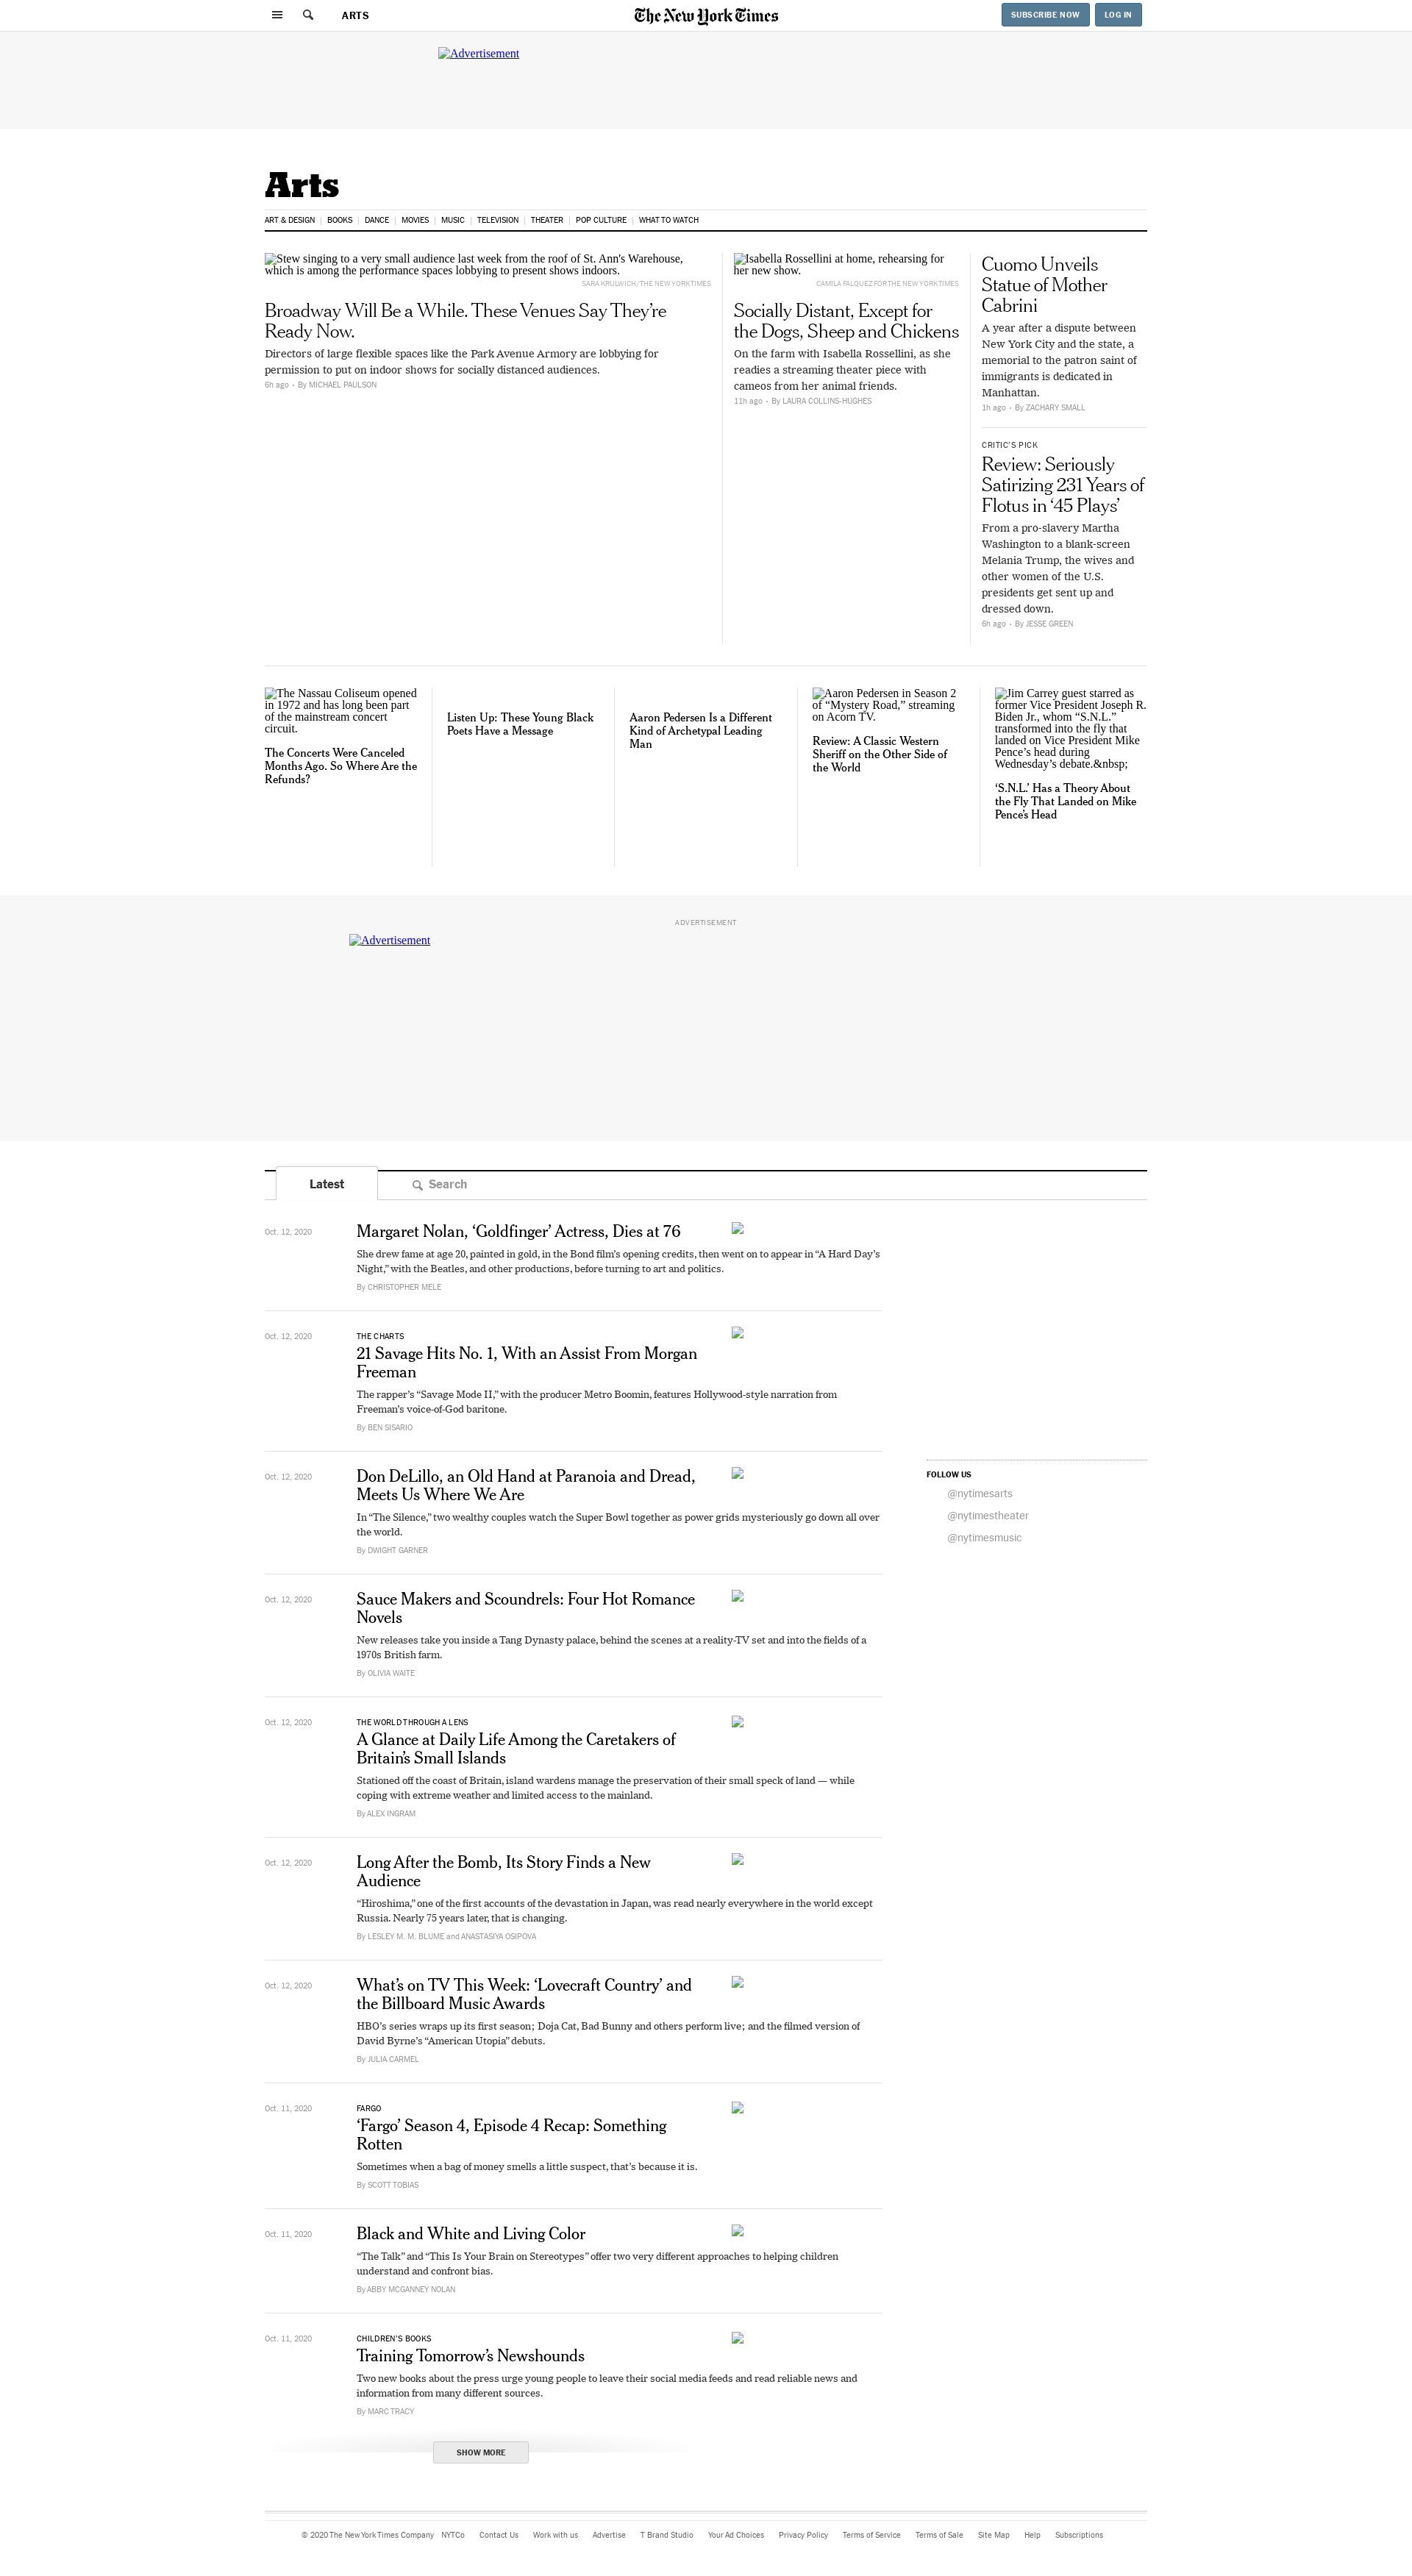 ARTS
The New York Times
SUBSCRIBE NOW
LOG IN
Advertisement
Arts
ART & DESIGN
BOOKS
DANCE
MOVIES
MUSIC
TELEVISION
THEATER
POP CULTURE
WHAT TO WATCH
Stew singing to a very small audience last week from the roof of St. Ann's Warehouse,
which is among the performance spaces lobbying to present shows indoors.
SARA KRULWICH/THE NEW YORK TIMES
Broadway Will Be a While. These Venues Say They’re
Ready Now.
Directors of large flexible spaces like the Park Avenue Armory are lobbying for
permission to put on indoor shows for socially distanced audiences.
6h ago · By MICHAEL PAULSON
Isabella Rossellini at home, rehearsing for
her new show.
CAMILA FALQUEZ FOR THE NEW YORK TIMES
Socially Distant, Except for
the Dogs, Sheep and Chickens
On the farm with Isabella Rossellini, as she
readies a streaming theater piece with
cameos from her animal friends.
11h ago · By LAURA COLLINS-HUGHES
Cuomo Unveils
Statue of Mother
Cabrini
A year after a dispute between
New York City and the state, a
memorial to the patron saint of
immigrants is dedicated in
Manhattan.
1h ago · By ZACHARY SMALL
CRITIC’S PICK
Review: Seriously
Satirizing 231 Years of
Flotus in ‘45 Plays’
From a pro-slavery Martha
Washington to a blank-screen
Melania Trump, the wives and
other women of the U.S.
presidents get sent up and
dressed down.
6h ago · By JESSE GREEN
The Nassau Coliseum opened
in 1972 and has long been part
of the mainstream concert
circuit.
The Concerts Were Canceled
Months Ago. So Where Are the
Refunds?
Listen Up: These Young Black
Poets Have a Message
Aaron Pedersen Is a Different
Kind of Archetypal Leading
Man
Aaron Pedersen in Season 2
of “Mystery Road,” streaming
on Acorn TV.
Review: A Classic Western
Sheriff on the Other Side of
the World
Jim Carrey guest starred as
former Vice President Joseph R.
Biden Jr., whom “S.N.L.”
transformed into the fly that
landed on Vice President Mike
Pence’s head during
Wednesday’s debate.&nbsp;
‘S.N.L.’ Has a Theory About
the Fly That Landed on Mike
Pence’s Head
ADVERTISEMENT
Advertisement
Latest
Search
Oct. 12, 2020
Margaret Nolan, ‘Goldfinger’ Actress, Dies at 76
She drew fame at age 20, painted in gold, in the Bond film’s opening credits, then went on to appear in “A Hard Day’s
Night,” with the Beatles, and other productions, before turning to art and politics.
By CHRISTOPHER MELE
Oct. 12, 2020
THE CHARTS
21 Savage Hits No. 1, With an Assist From Morgan
Freeman
The rapper’s “Savage Mode II,” with the producer Metro Boomin, features Hollywood-style narration from
Freeman’s voice-of-God baritone.
By BEN SISARIO
Oct. 12, 2020
Don DeLillo, an Old Hand at Paranoia and Dread,
Meets Us Where We Are
In “The Silence,” two wealthy couples watch the Super Bowl together as power grids mysteriously go down all over
the world.
By DWIGHT GARNER
FOLLOW US
@nytimesarts
@nytimestheater
@nytimesmusic
Oct. 12, 2020
Sauce Makers and Scoundrels: Four Hot Romance
Novels
New releases take you inside a Tang Dynasty palace, behind the scenes at a reality-TV set and into the fields of a
1970s British farm.
By OLIVIA WAITE
Oct. 12, 2020
THE WORLD THROUGH A LENS
A Glance at Daily Life Among the Caretakers of
Britain’s Small Islands
Stationed off the coast of Britain, island wardens manage the preservation of their small speck of land — while
coping with extreme weather and limited access to the mainland.
By ALEX INGRAM
Oct. 12, 2020
Long After the Bomb, Its Story Finds a New
Audience
“Hiroshima,” one of the first accounts of the devastation in Japan, was read nearly everywhere in the world except
Russia. Nearly 75 years later, that is changing.
By LESLEY M. M. BLUME and ANASTASIYA OSIPOVA
Oct. 12, 2020
What’s on TV This Week: ‘Lovecraft Country’ and
the Billboard Music Awards
HBO’s series wraps up its first season; Doja Cat, Bad Bunny and others perform live; and the filmed version of
David Byrne’s “American Utopia” debuts.
By JULIA CARMEL
Oct. 11, 2020
FARGO
‘Fargo’ Season 4, Episode 4 Recap: Something
Rotten
Sometimes when a bag of money smells a little suspect, that’s because it is.
By SCOTT TOBIAS
Oct. 11, 2020
Black and White and Living Color
“The Talk” and “This Is Your Brain on Stereotypes” offer two very different approaches to helping children
understand and confront bias.
By ABBY MCGANNEY NOLAN
Oct. 11, 2020
CHILDREN’S BOOKS
Training Tomorrow’s Newshounds
Two new books about the press urge young people to leave their social media feeds and read reliable news and
information from many different sources.
By MARC TRACY
SHOW MORE
© 2020 The New York Times Company
NYTCo
Contact Us
Work with us
Advertise
T Brand Studio
Your Ad Choices
Privacy Policy
Terms of Service
Terms of Sale
Site Map
Help
Subscriptions